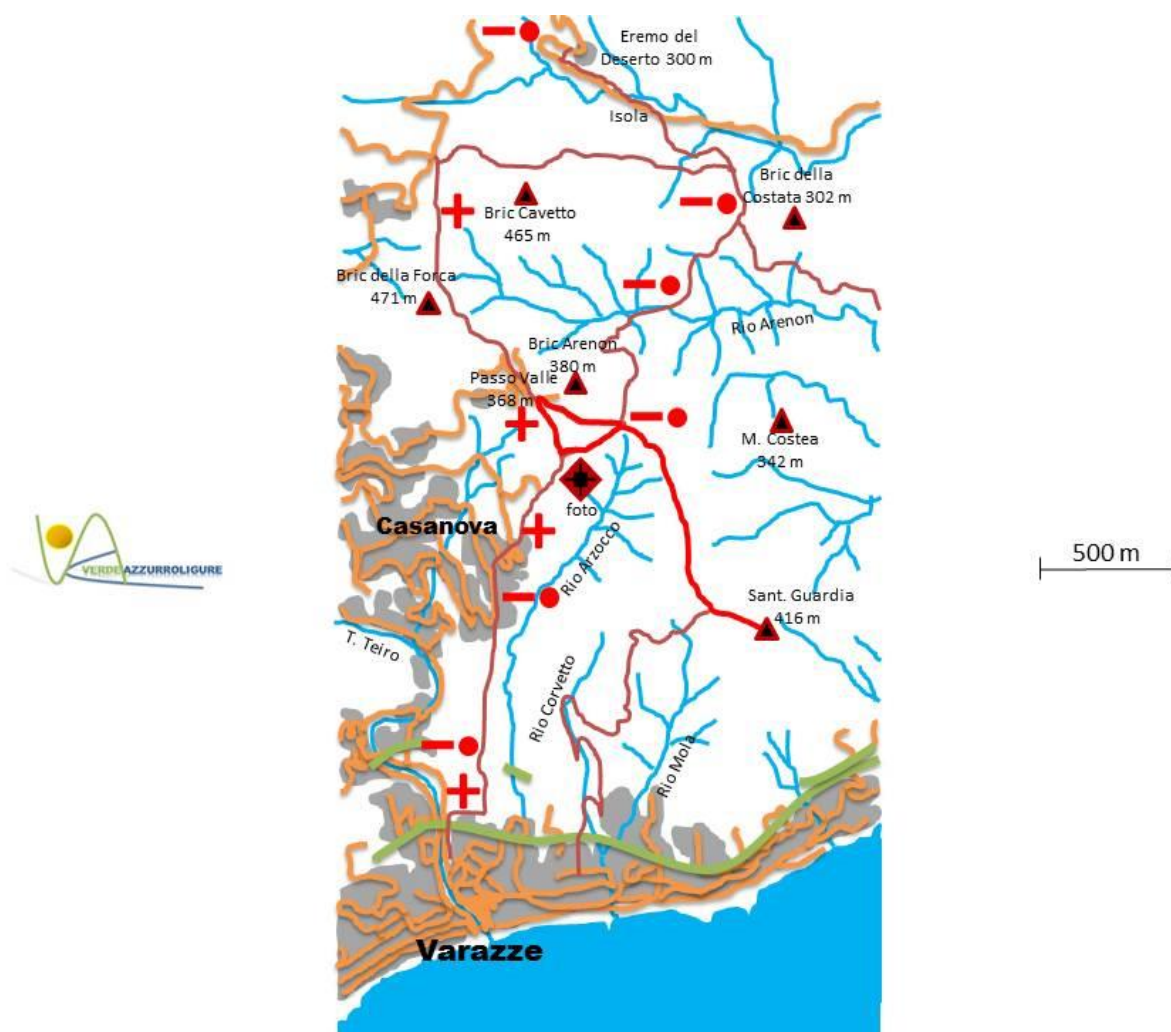 Eremo del
Deserto 300 m
Isola
Bric della
Costata 302 m
Bric Cavetto
465 m
Bric della Forca
471 m
Rio Arenon
Bric Arenon
380 m
Passo Valle
368 m
M. Costea
342 m
foto
Casanova
Rio Arzocco
500 m
VERDEAZZURROLIGURE
Sant. Guardia
416 m
T. Teiro
Rio Corvetto
Rio Mola
Varazze